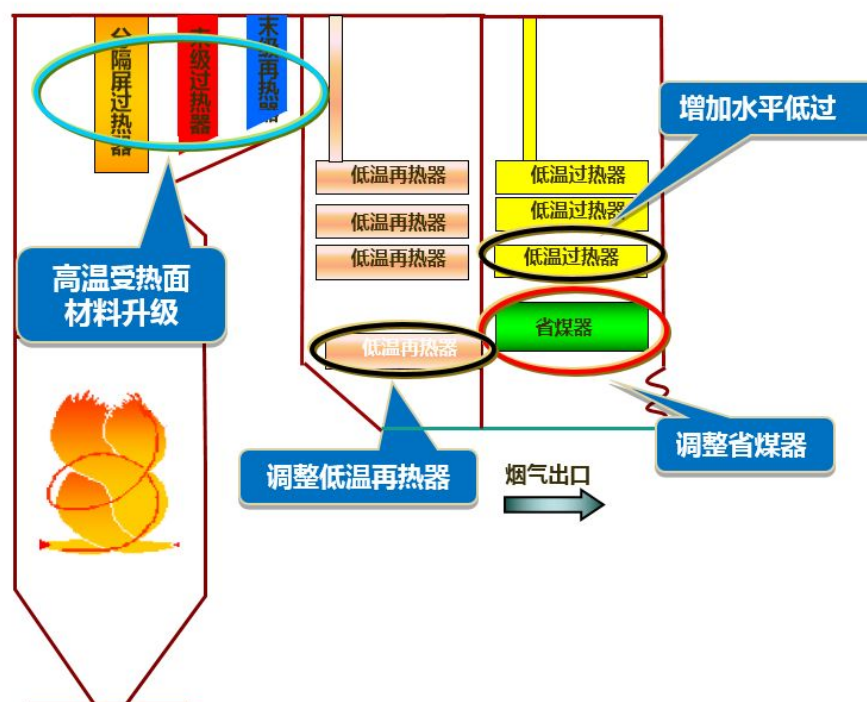 分隔屏过热器
末级过热器
末级再热器
增加水平低过
低温再热器
低温过热器
低温再热器
低温过热器
低温再热器
低温过热器
高温受热面
材料升级
省煤器
低温再热器
调整低温再热器
调整省煤器
烟气出口